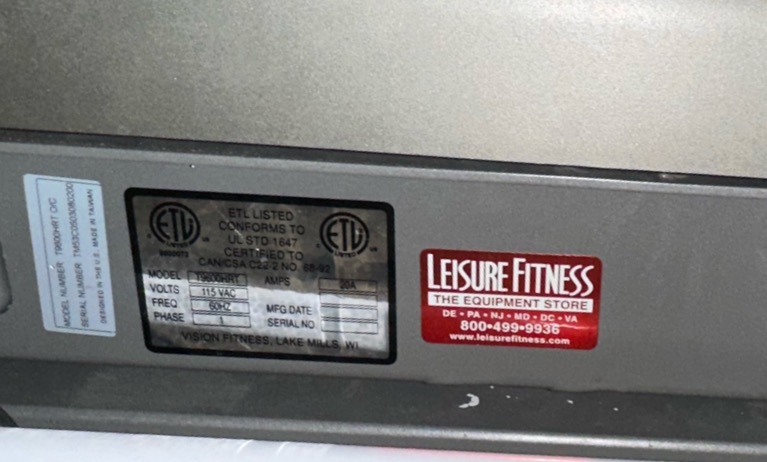 MODEL NUMBER: T9600HRT O/C
SERIAL NUMBER:
DESIGNED IN THE U.S. MADE IN TAIWAN
ETL LISTED
CONFORMS TO
UL STD 1647
CERTIFIED TO
CAN/CSA C22.2 NO. 68-92
ETL
LISTED
US
ETL
LISTED
MODEL T9600HRT AMPS 20A
VOLTS 115 VAC
FREQ 60HZ MFG DATE
PHASE 1 SERIAL NO
VISION FITNESS, LAKE MILLS, WI
LEISURE FITNESS
THE EQUIPMENT STORE
DE • PA • NJ • MD • DC • VA
800•499•9936
www.leisurefitness.com